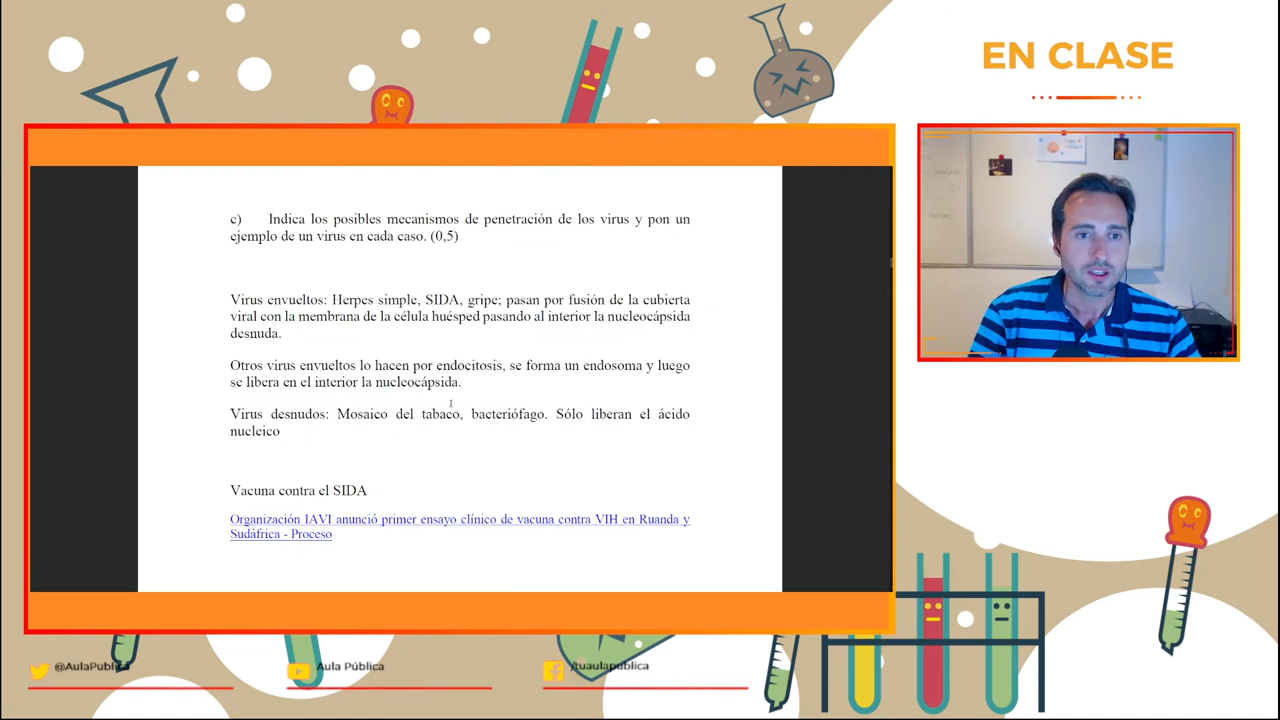 EN CLASE
c) Indica los posibles mecanismos de penetración de los virus y pon un
ejemplo de un virus en cada caso. (0,5)
Virus envueltos: Herpes simple, SIDA, gripe; pasan por fusión de la cubierta
viral con la membrana de la célula huésped pasando al interior la nucleocápsida
desnuda.
Otros virus envueltos lo hacen por endocitosis, se forma un endosoma y luego
se libera en el interior la nucleocápsida.
Virus desnudos: Mosaico del tabaco, bacteriófago. Sólo liberan el ácido
nucleico
Vacuna contra el SIDA
Organización IAVI anunció primer ensayo clínico de vacuna contra VIH en Ruanda y
Sudáfrica - Proceso
@AulaPublica
Aula Pública
/tuaulapublica